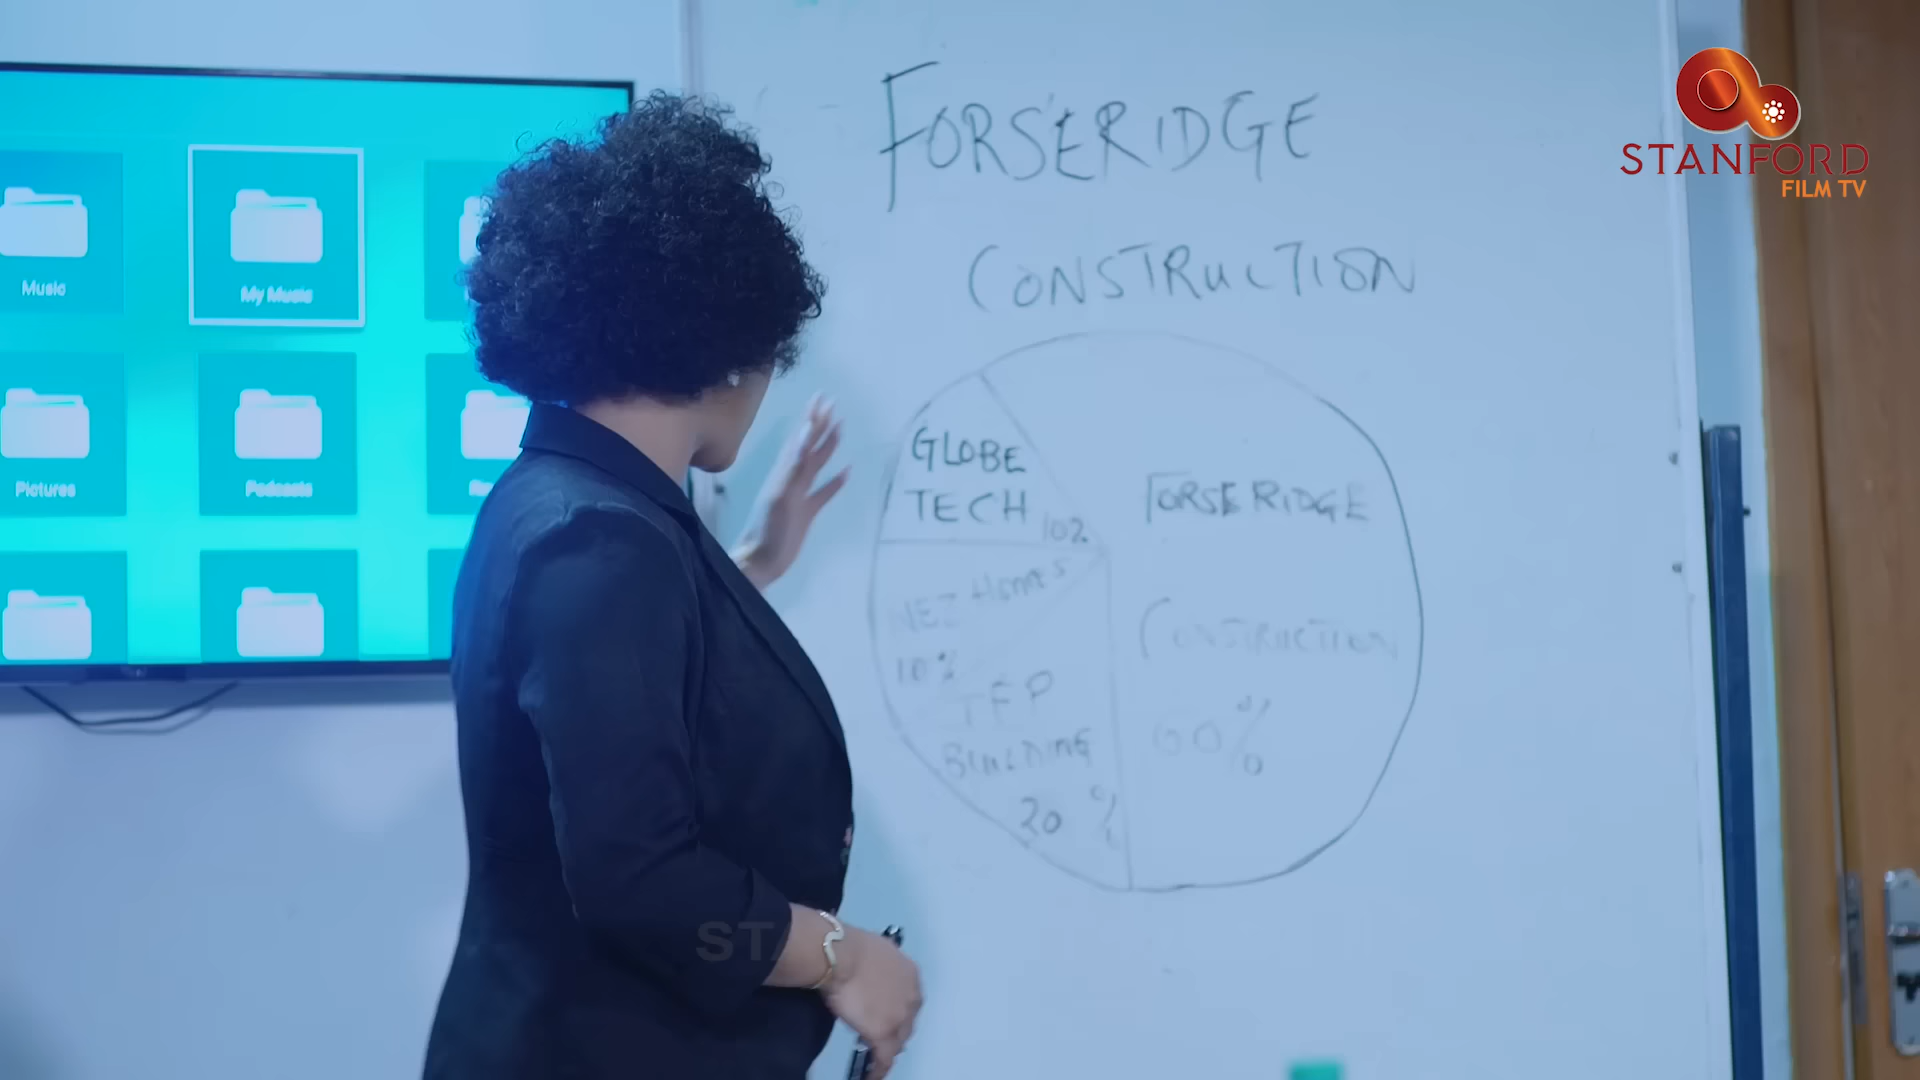 FORSERIDGE
CONSTRUCTION
GLOBE
TECH
10%
NEZ Homes
10%
TFP
BUILDING
20 %
FORSERIDGE
CONSTRUCTION
60%
Music
My Music
Pictures
Podcasts
STANFORD
FILM TV